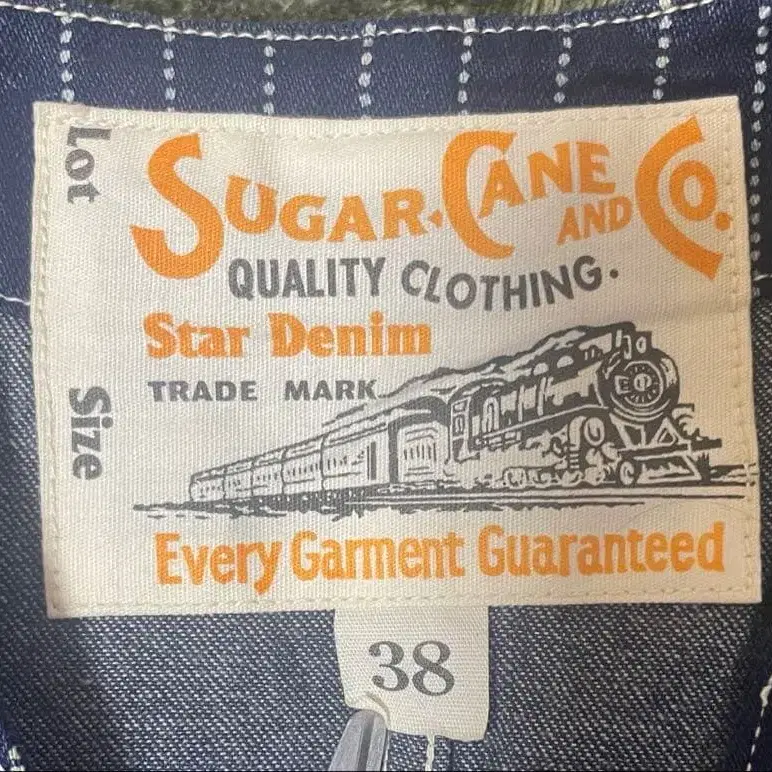 Lot
SUGAR-CANE AND CO.
QUALITY CLOTHING.
Star Denim
TRADE MARK
Size
Every Garment Guaranteed
38